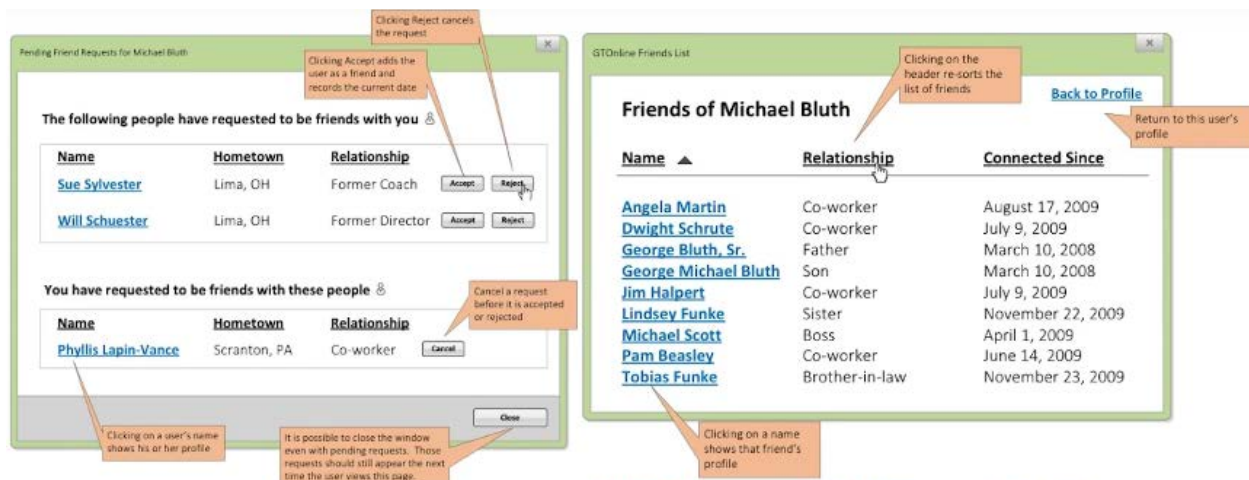 Clicking Reject cancels
the request
Pending Friend Requests for Michael Bluth
Clicking Accept adds the
user as a friend and
records the current date
The following people have requested to be friends with you
Name Hometown Relationship
Sue Sylvester Lima, OH Former Coach Accept Reject
Will Schuester Lima, OH Former Director Accept Reject
You have requested to be friends with these people
Cancel a request
before it is accepted
or rejected
Name Hometown Relationship
Phyllis Lapin-Vance Scranton, PA Co-worker Cancel
Close
Clicking on a user's name
shows his or her profile
It is possible to close the window
even with pending requests. Those
requests should still appear the next
time the user views this page.
GTOnline Friends List
Clicking on the
header re-sorts the
list of friends
Back to Profile
Return to this user's
profile
Friends of Michael Bluth
Name Relationship Connected Since
Angela Martin Co-worker August 17, 2009
Dwight Schrute Co-worker July 9, 2009
George Bluth, Sr. Father March 10, 2008
George Michael Bluth Son March 10, 2008
Jim Halpert Co-worker July 9, 2009
Lindsey Funke Sister November 22, 2009
Michael Scott Boss April 1, 2009
Pam Beasley Co-worker June 14, 2009
Tobias Funke Brother-in-law November 23, 2009
Clicking on a name
shows that friend's
profile